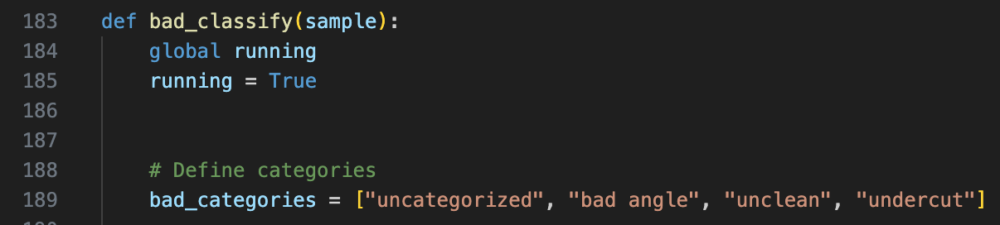 183 def bad_classify(sample):
184 global running
185 running = True
186
187
188 # Define categories
189 bad_categories = ["uncategorized", "bad angle", "unclean", "undercut"]